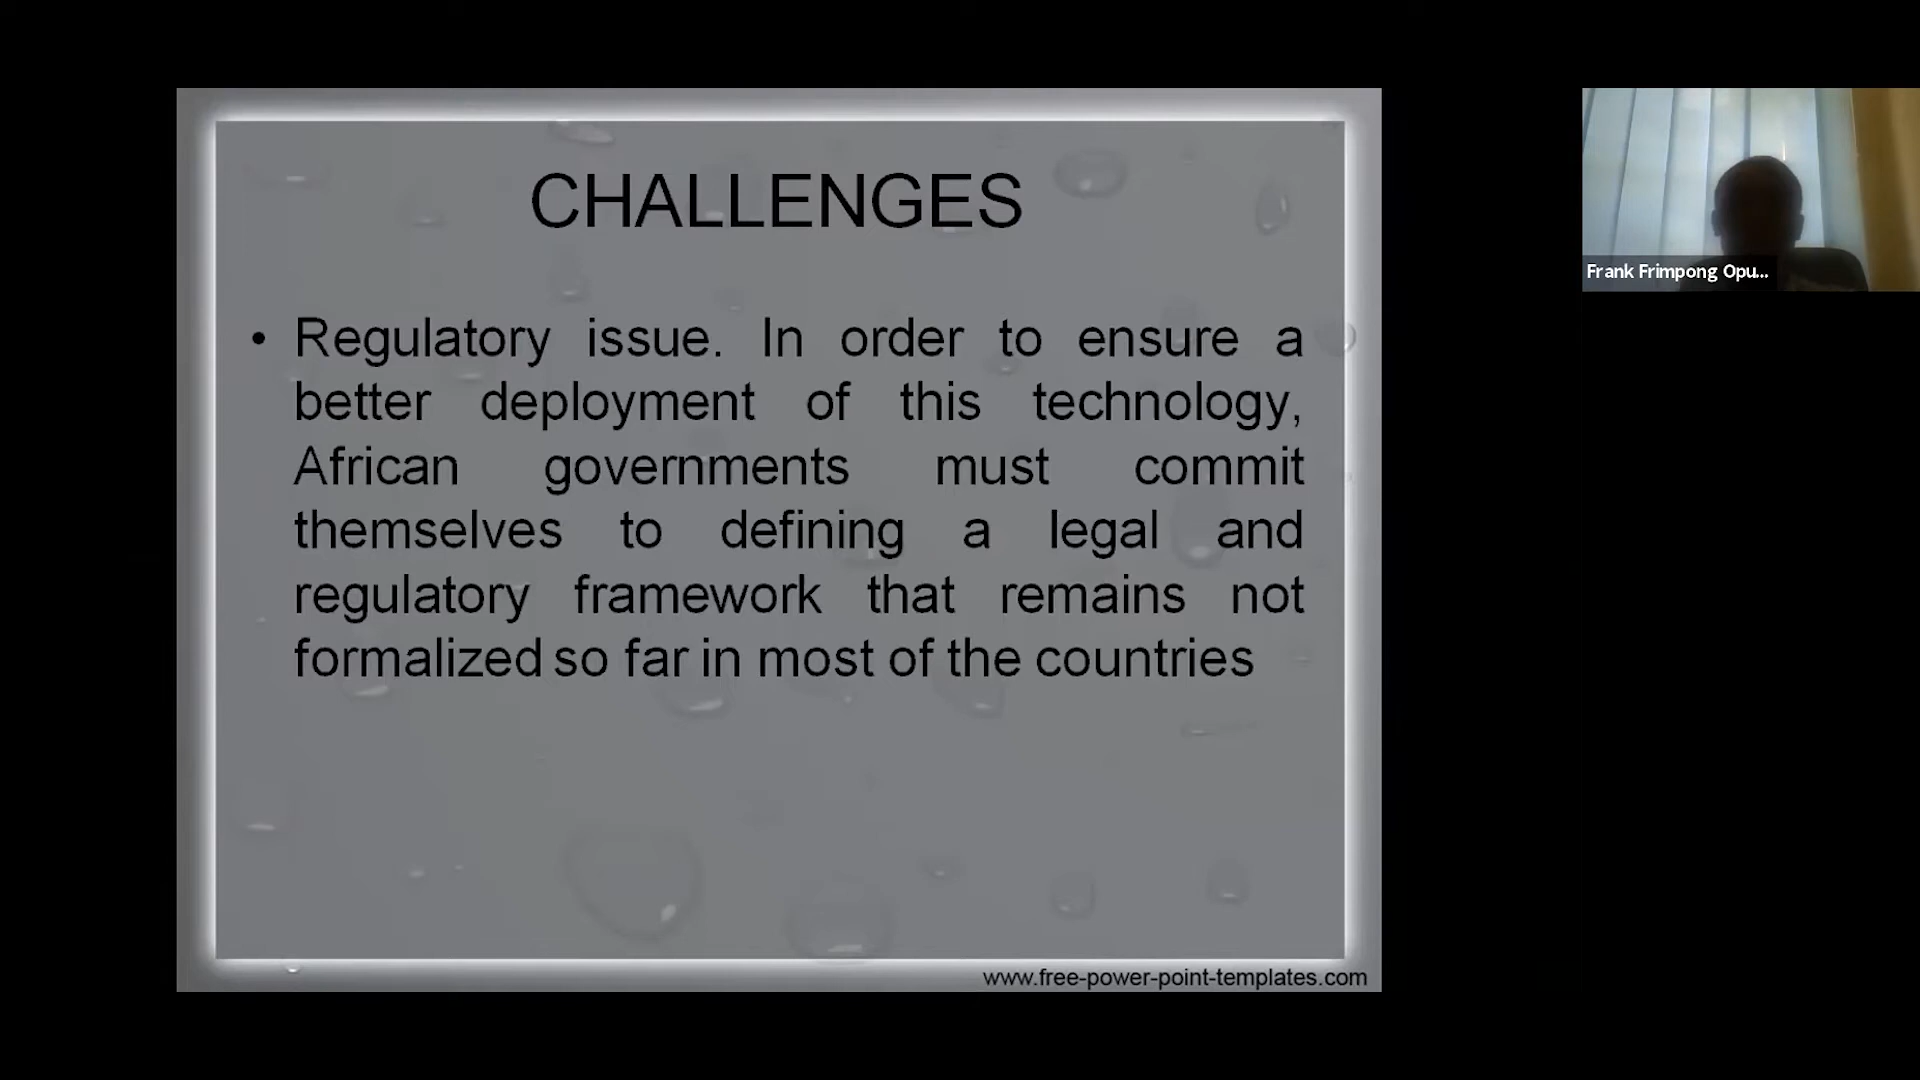 CHALLENGES
• Regulatory issue. In order to ensure a
better deployment of this technology,
African governments must commit
themselves to defining a legal and
regulatory framework that remains not
formalized so far in most of the countries
www.free-power-point-templates.com
Frank Frimpong Opu...